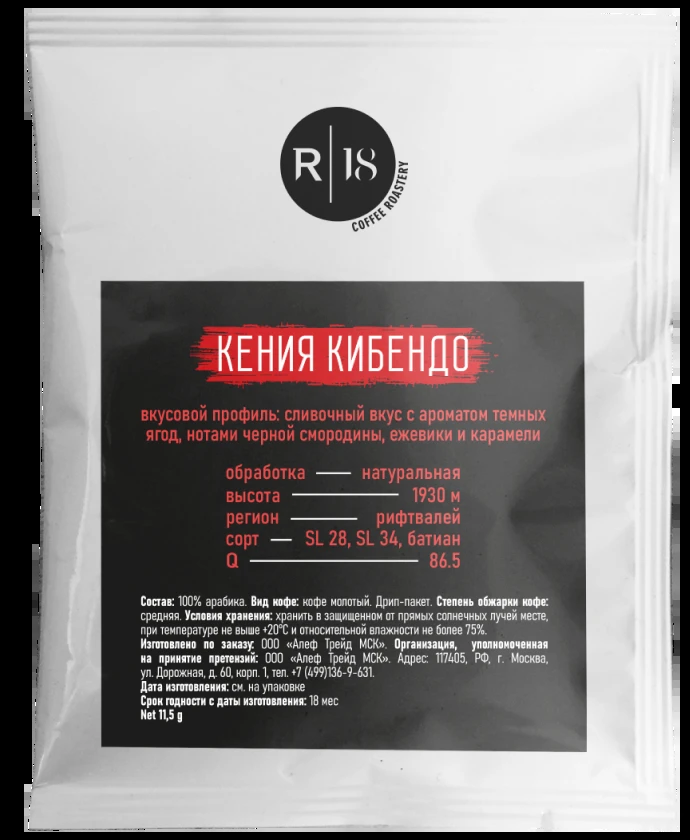 R|18
COFFEE ROASTERY
КЕНИЯ КИБЕНДО
вкусовой профиль: сливочный вкус с ароматом темных
ягод, нотами черной смородины, ежевики и карамели
обработка — натуральная
высота — 1930 м
регион — рифтвалей
сорт — SL 28, SL 34, батиан
Q — 86.5
Состав: 100% арабика. Вид кофе: кофе молотый. Дрип-пакет. Степень обжарки кофе:
средняя. Условия хранения: хранить в защищенном от прямых солнечных лучей месте,
при температуре не выше +20°C и относительной влажности не более 75%.
Изготовлено по заказу: ООО «Алеф Трейд МСК». Организация, уполномоченная
на принятие претензий: ООО «Алеф Трейд МСК». Адрес: 117405, РФ, г. Москва,
ул. Дорожная, д. 60, корп. 1, тел. +7 (499)136-9-631.
Дата изготовления: см. на упаковке
Срок годности с даты изготовления: 18 мес
Net 11,5 g